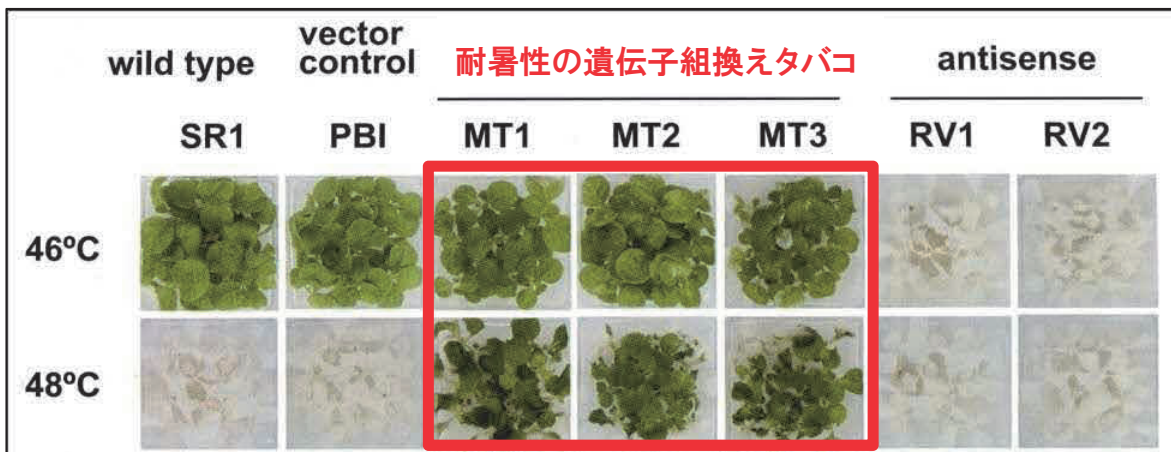 wild type
vector
control
耐暑性の遺伝子組換えタバコ
antisense
SR1 PBI MT1 MT2 MT3 RV1 RV2
46ºC
48ºC